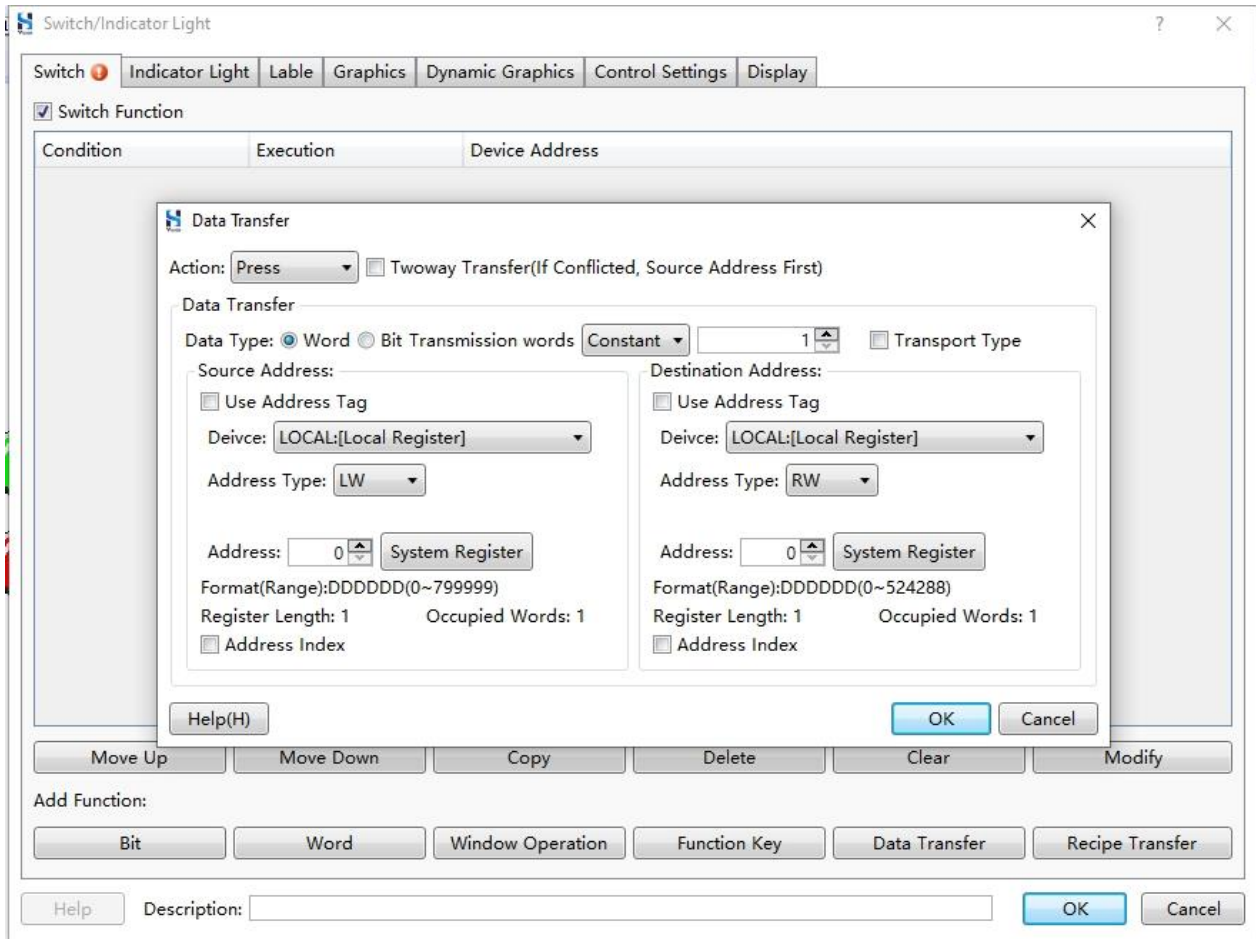 Switch/Indicator Light ?
Switch Indicator Light Lable Graphics Dynamic Graphics Control Settings Display
Switch Function
Condition Execution Device Address
Data Transfer
Action: Press Twoway Transfer(If Conflicted, Source Address First)
Data Transfer
Data Type: Word Bit Transmission words Constant 1 Transport Type
Source Address: Destination Address:
Use Address Tag Use Address Tag
Deivce: LOCAL:[Local Register] Deivce: LOCAL:[Local Register]
Address Type: LW Address Type: RW
Address: 0 System Register Address: 0 System Register
Format(Range):DDDDDD(0~799999) Format(Range):DDDDDD(0~524288)
Register Length: 1 Occupied Words: 1 Register Length: 1 Occupied Words: 1
Address Index Address Index
Help(H) OK Cancel
Move Up Move Down Copy Delete Clear Modify
Add Function:
Bit Word Window Operation Function Key Data Transfer Recipe Transfer
Help Description: OK Cancel